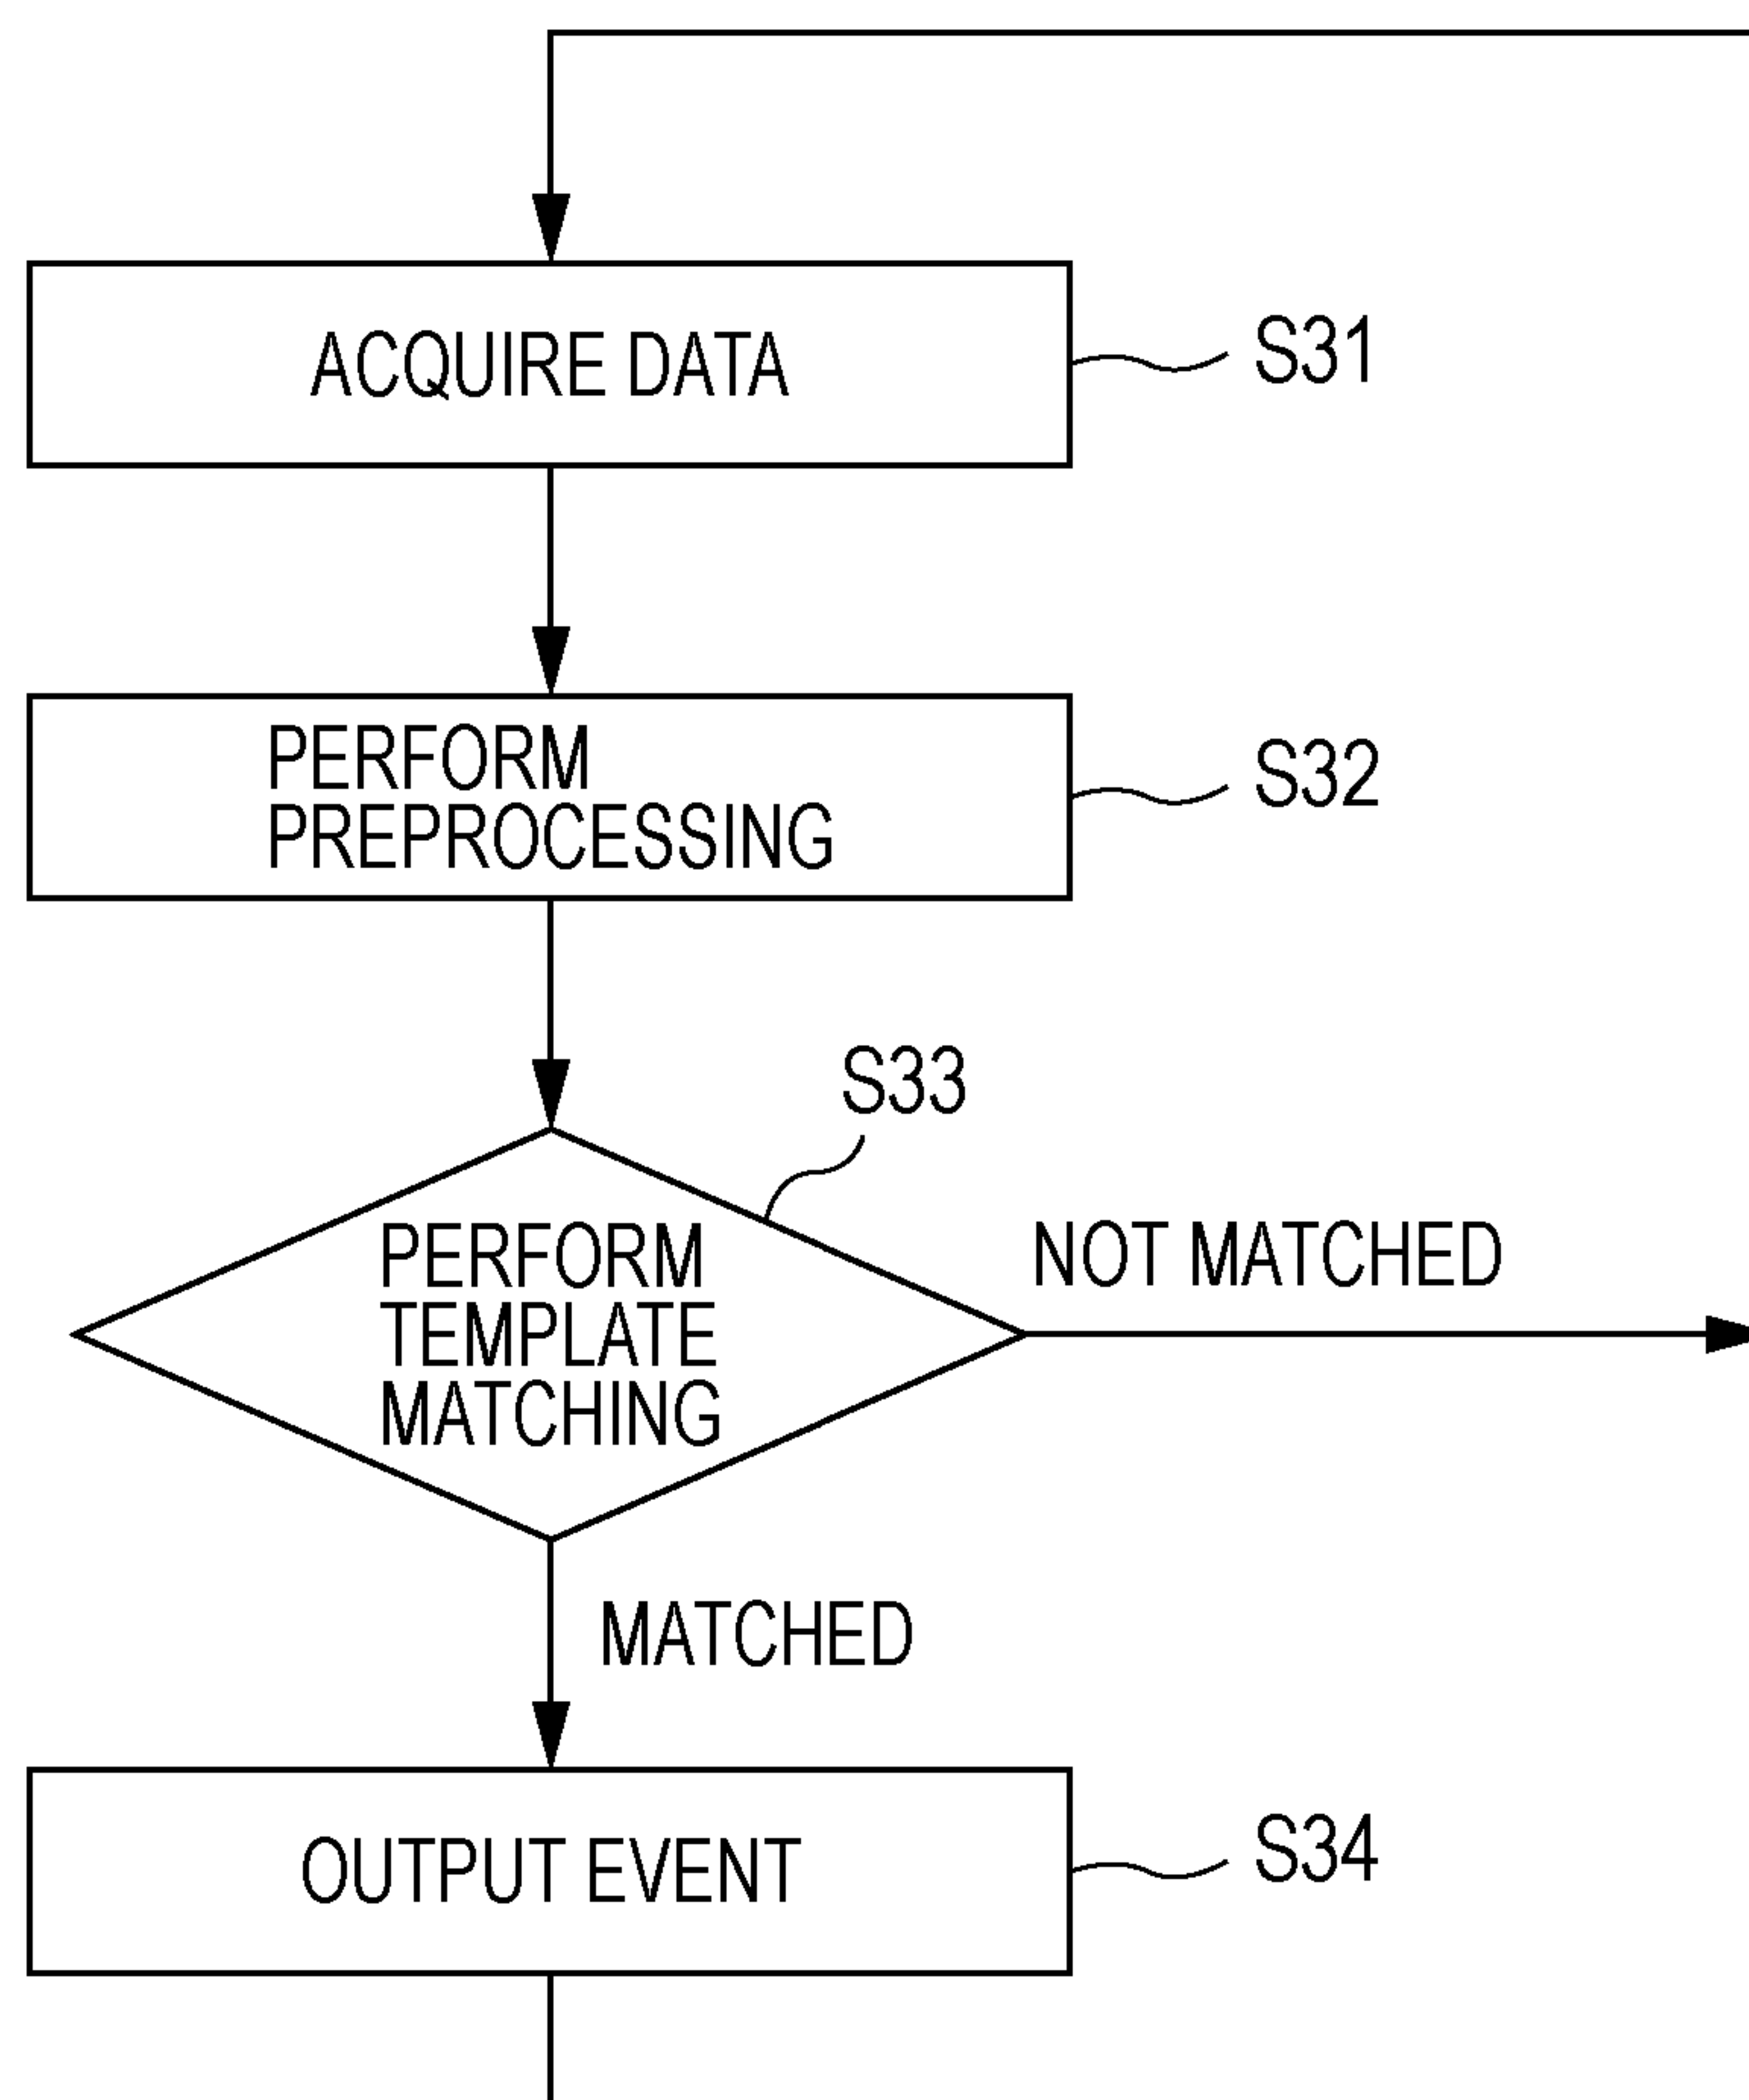 ACQUIRE DATA
S31
PERFORM
PREPROCESSING
S32
S33
PERFORM
TEMPLATE
MATCHING
NOT MATCHED
MATCHED
OUTPUT EVENT
S34